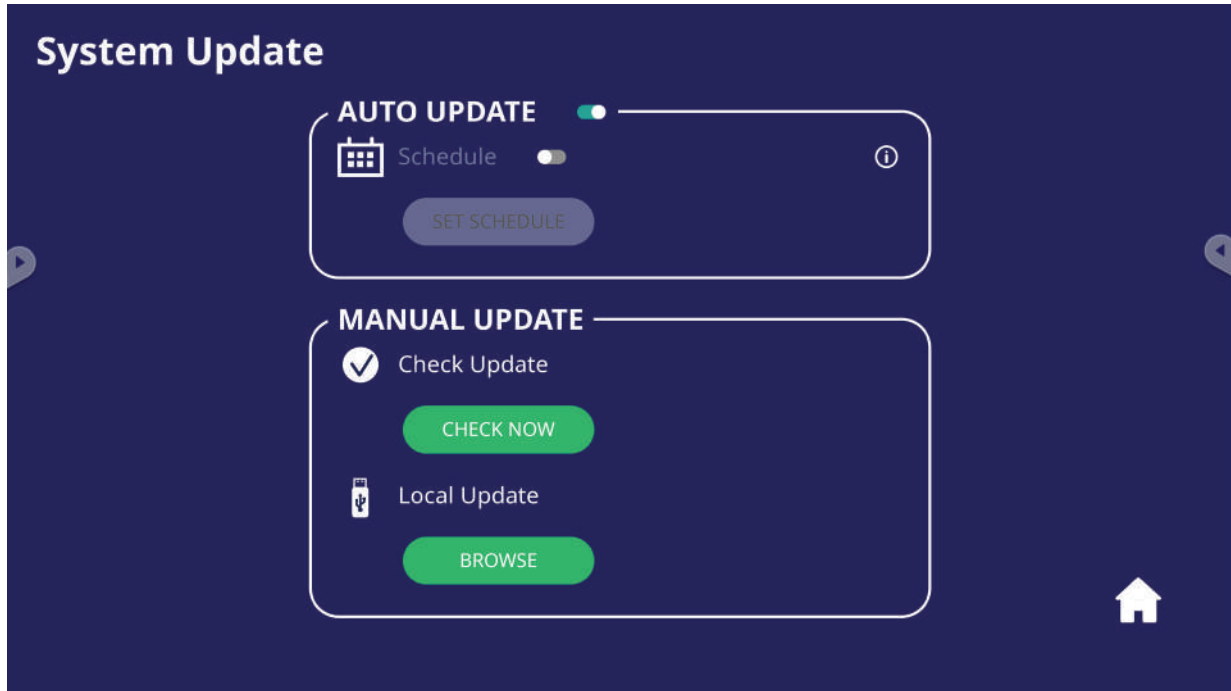 System Update
AUTO UPDATE
Schedule
SET SCHEDULE
MANUAL UPDATE
Check Update
CHECK NOW
Local Update
BROWSE